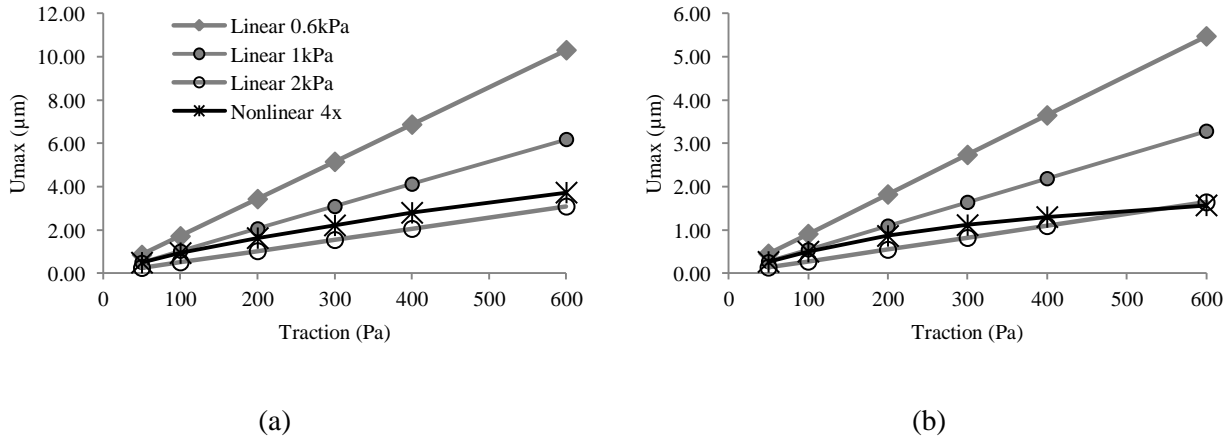 12.00
10.00
8.00
6.00
4.00
2.00
0.00
Umax (µm)
0 100 200 300 400 500 600
Traction (Pa)
Linear 0.6kPa
Linear 1kPa
Linear 2kPa
Nonlinear 4x
(a)
6.00
5.00
4.00
3.00
2.00
1.00
0.00
Umax (µm)
0 100 200 300 400 500 600
Traction (Pa)
(b)